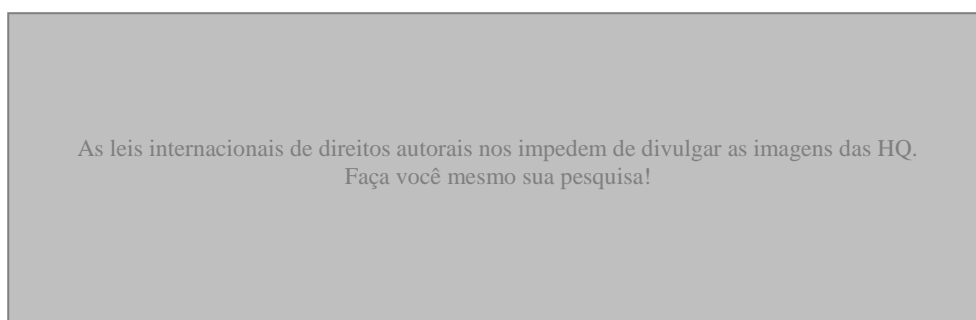 As leis internacionais de direitos autorais nos impedem de divulgar as imagens das HQ.
Faça você mesmo sua pesquisa!